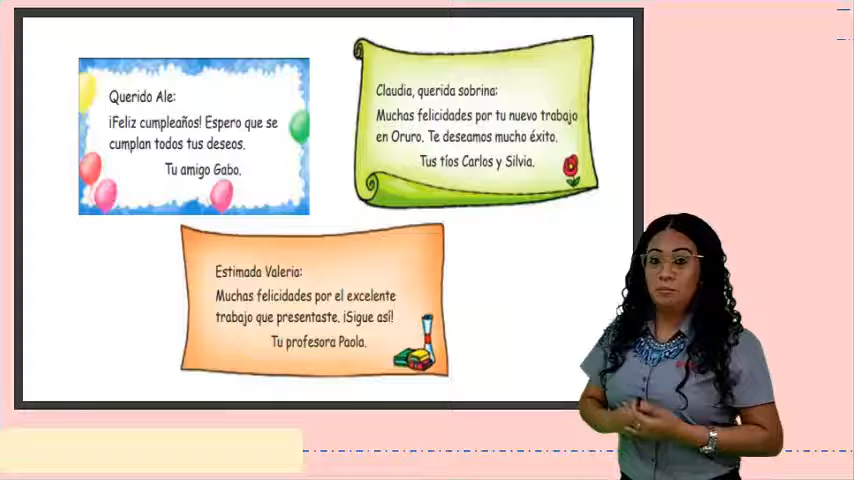 Querido Ale:
¡Feliz cumpleaños! Espero que se
cumplan todos tus deseos.
Tu amigo Gabo.
Claudia, querida sobrina:
Muchas felicidades por tu nuevo trabajo
en Oruro. Te deseamos mucho éxito.
Tus tíos Carlos y Silvia.
Estimada Valeria:
Muchas felicidades por el excelente
trabajo que presentaste. ¡Sigue así!
Tu profesora Paola.